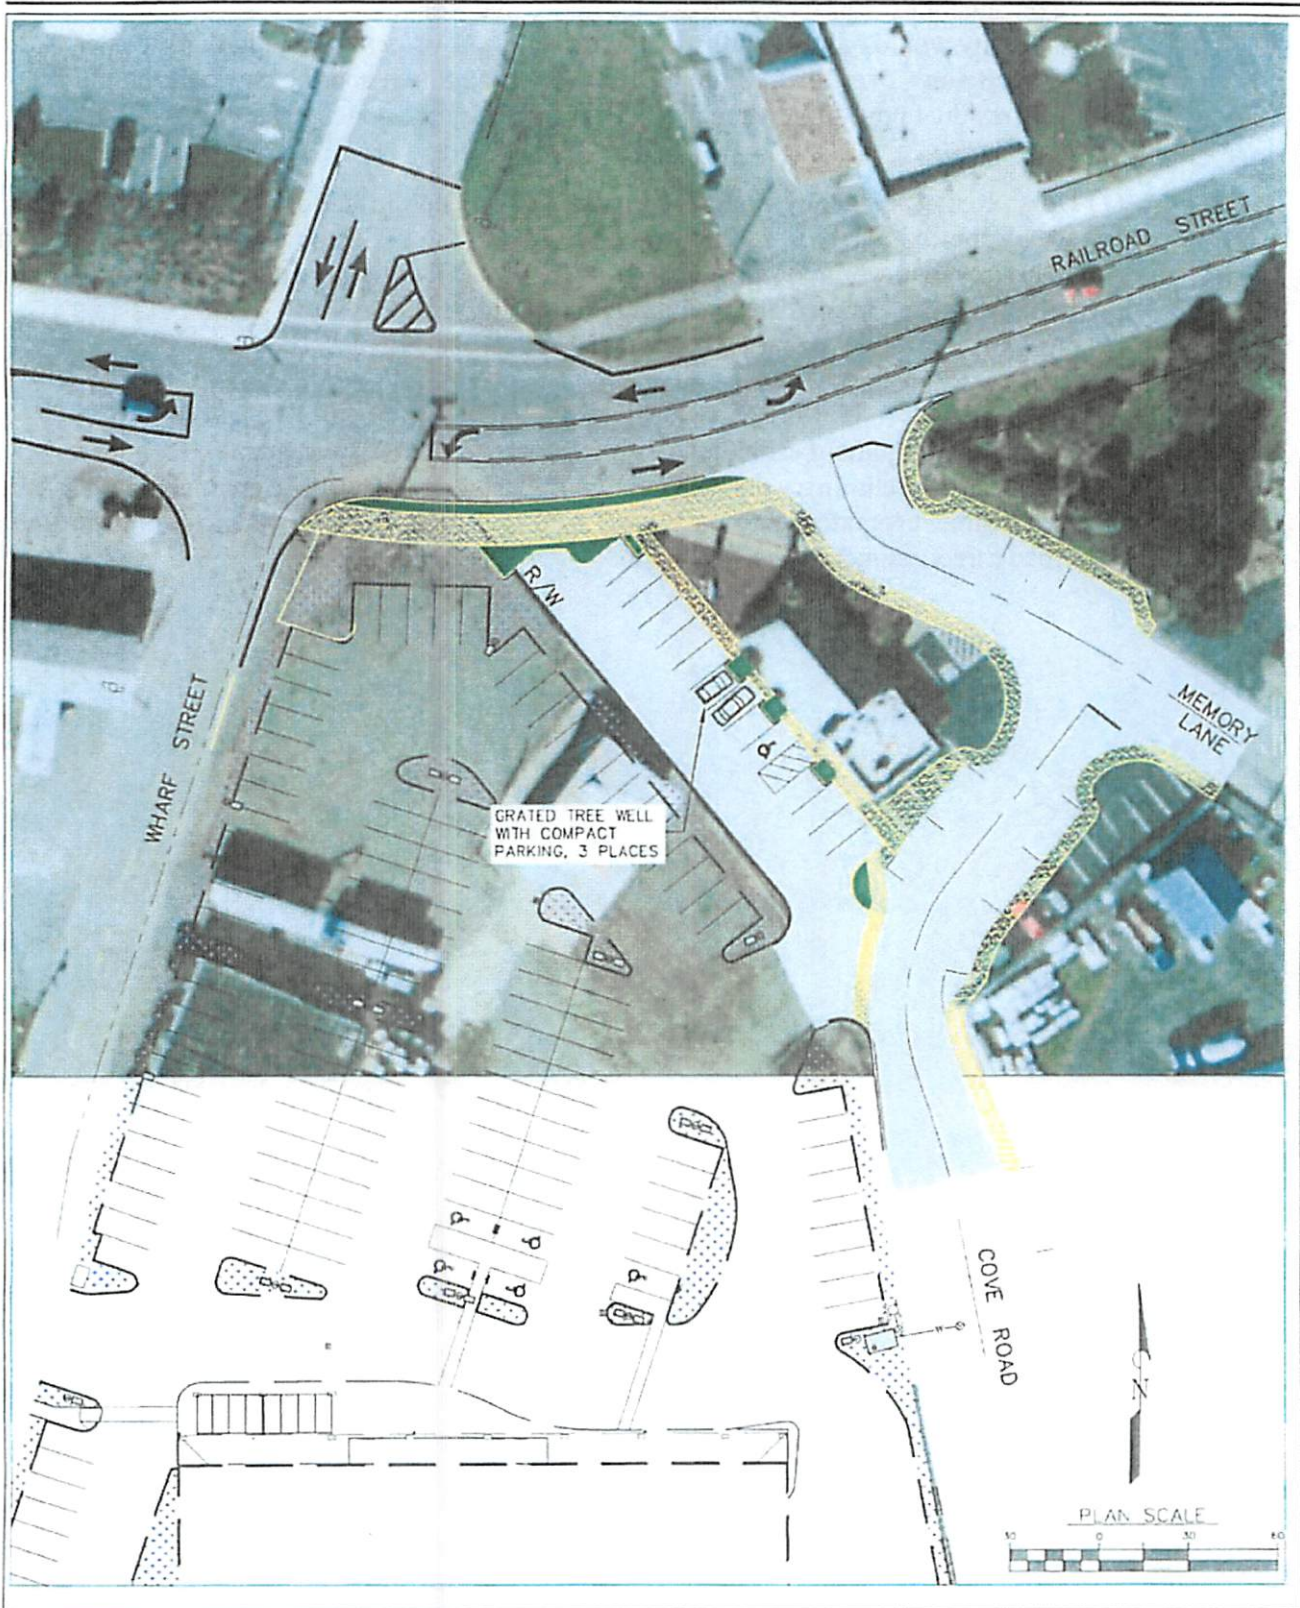 RAILROAD STREET
R/W
WHARF STREET
MEMORY
LANE
GRATED TREE WELL
WITH COMPACT
PARKING, 3 PLACES
COVE ROAD
N
PLAN SCALE
30 0 30 60